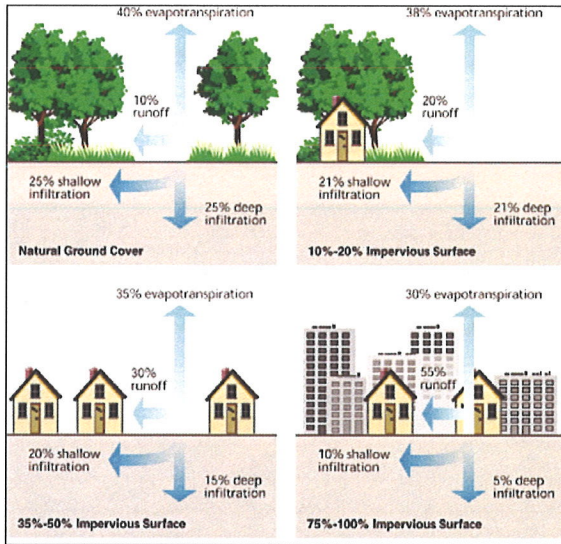 40% evapotranspiration
10%
runoff
25% shallow
infiltration
25% deep
infiltration
Natural Ground Cover
38% evapotranspiration
20%
runoff
21% shallow
infiltration
21% deep
infiltration
10%-20% Impervious Surface
35% evapotranspiration
30%
runoff
20% shallow
infiltration
15% deep
infiltration
35%-50% Impervious Surface
30% evapotranspiration
55%
runoff
10% shallow
infiltration
5% deep
infiltration
75%-100% Impervious Surface